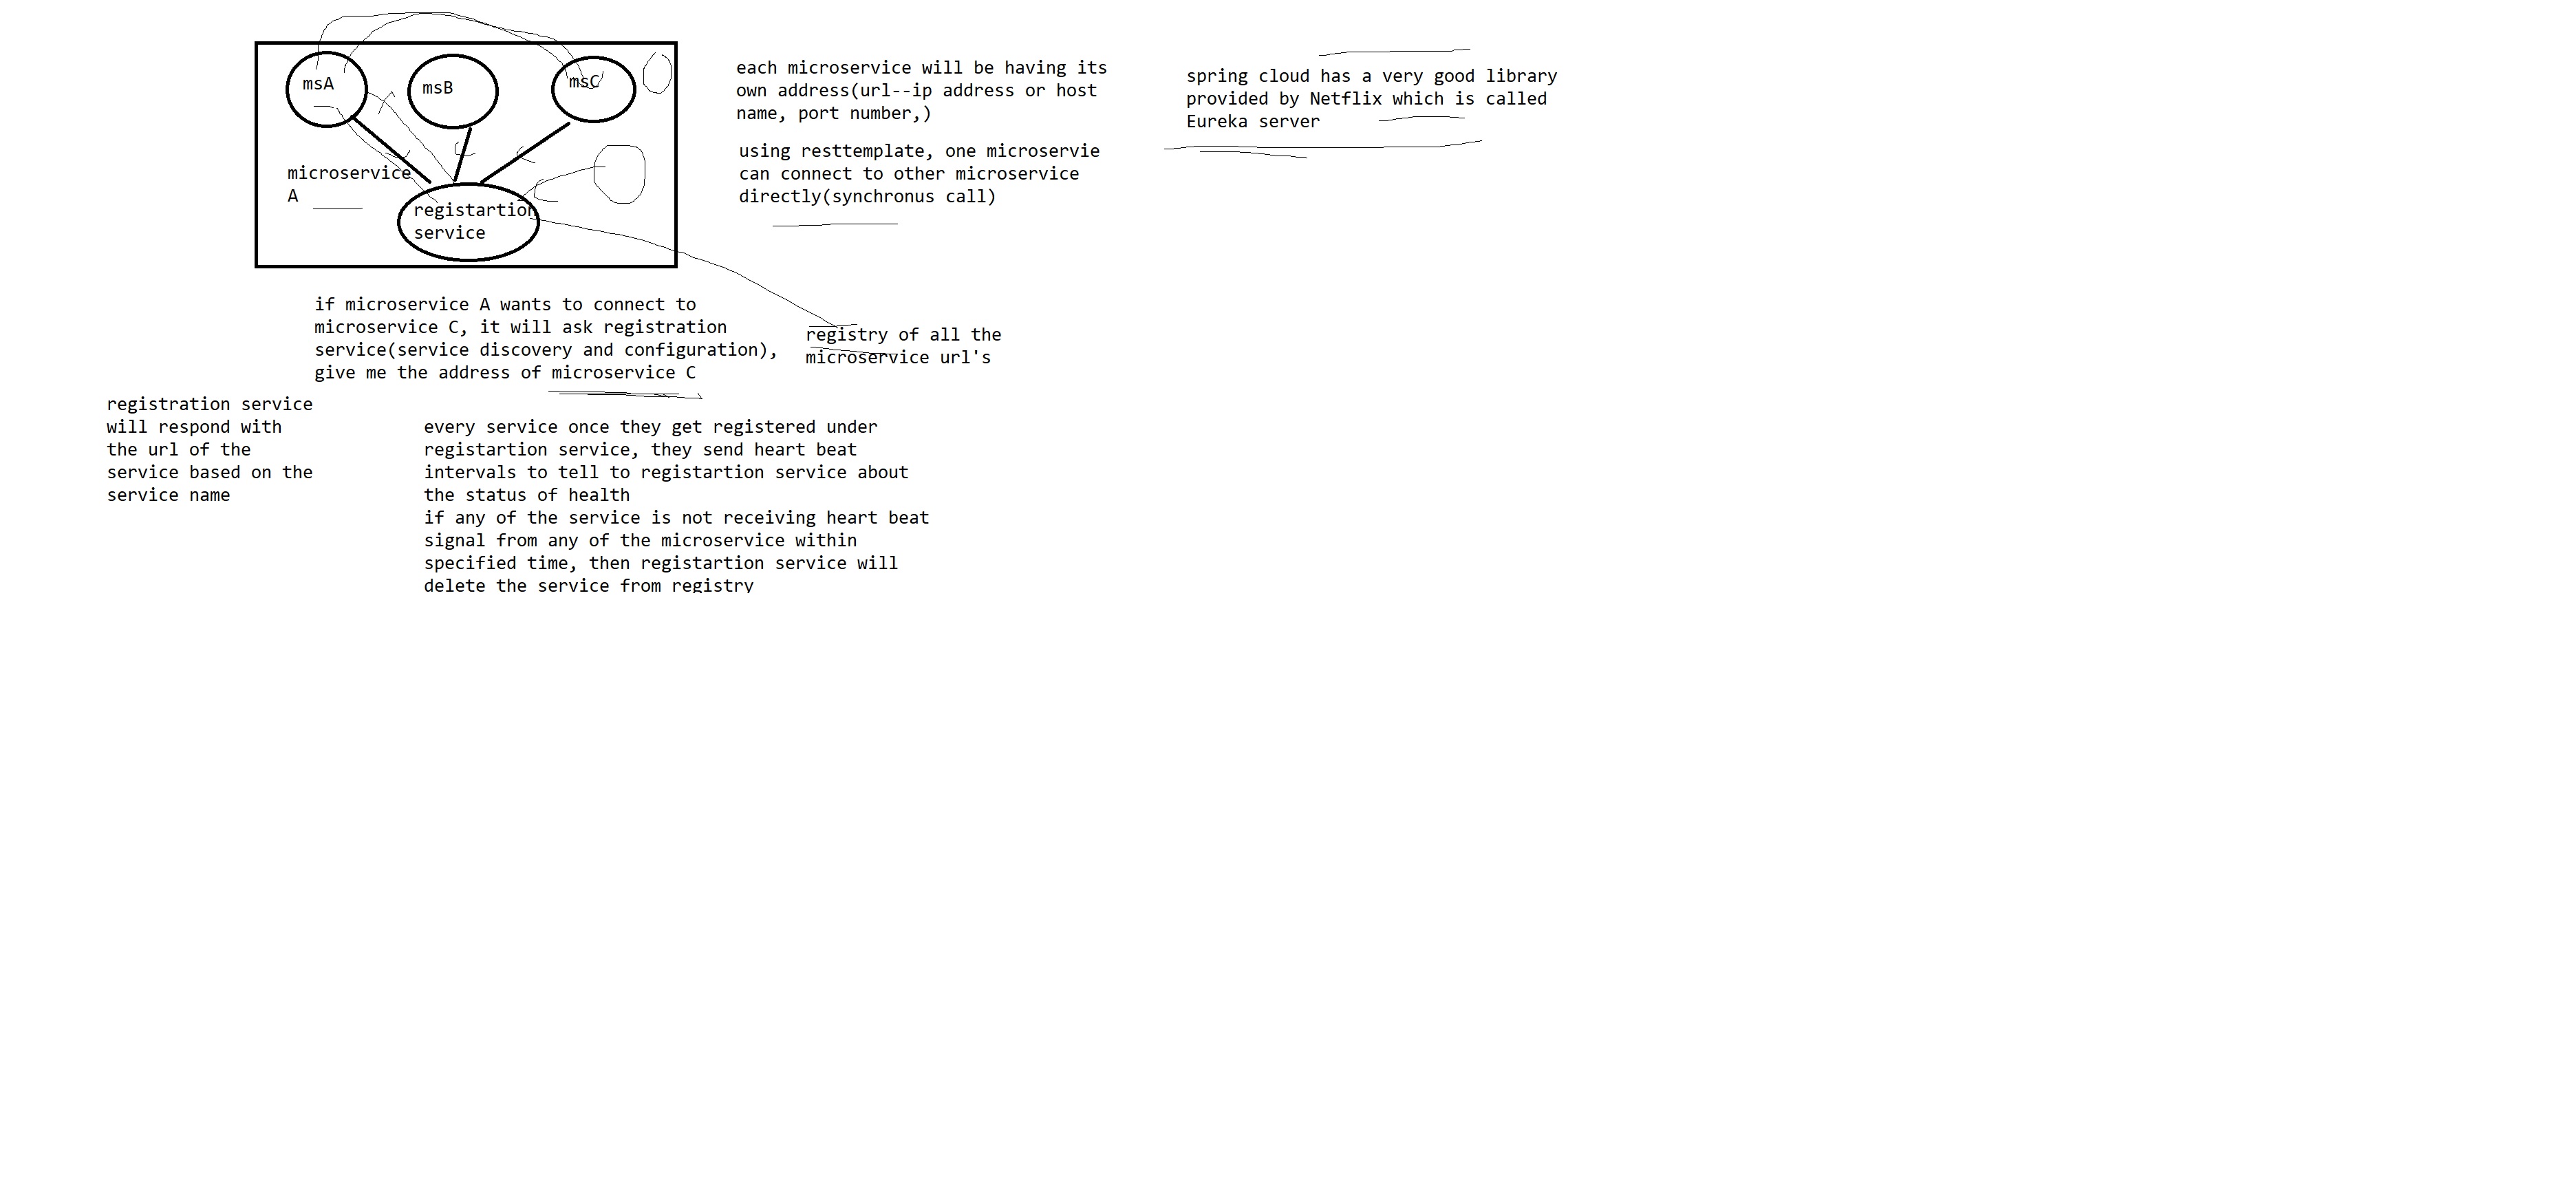 msA
msB
msC
microservice
A
registartion
service
each microservice will be having its
own address(url--ip address or host
name, port number,)
using resttemplate, one microservie
can connect to other microservice
directly(synchronus call)
spring cloud has a very good library
provided by Netflix which is called
Eureka server
if microservice A wants to connect to
microservice C, it will ask registration
service(service discovery and configuration),
give me the address of microservice C
registry of all the
microservice url's
registration service
will respond with
the url of the
service based on the
service name
every service once they get registered under
registartion service, they send heart beat
intervals to tell to registartion service about
the status of health
if any of the service is not receiving heart beat
signal from any of the microservice within
specified time, then registartion service will
delete the service from registry